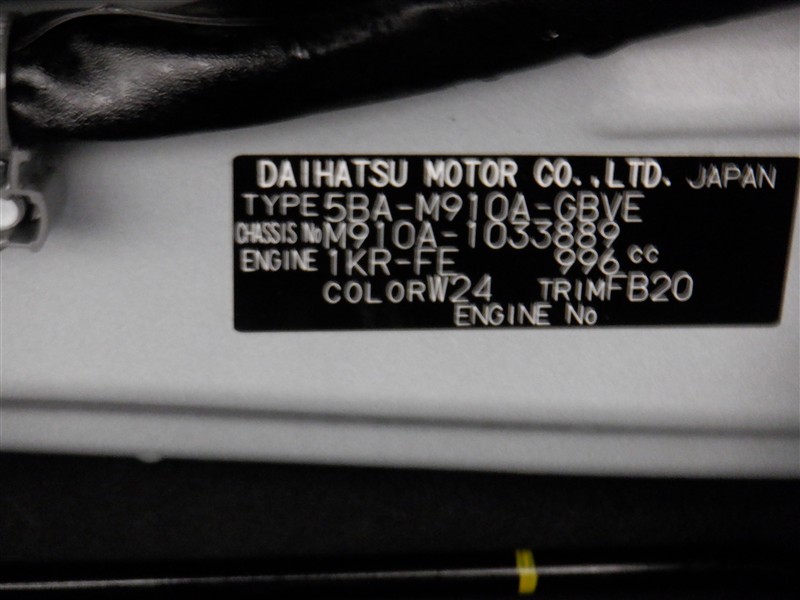 DAIHATSU MOTOR CO.,LTD. JAPAN
TYPE 5BA-M910A-GBVE
CHASSIS No M910A-1033889
ENGINE 1KR-FE 996 cc
COLOR W24 TRIM FB20
ENGINE No